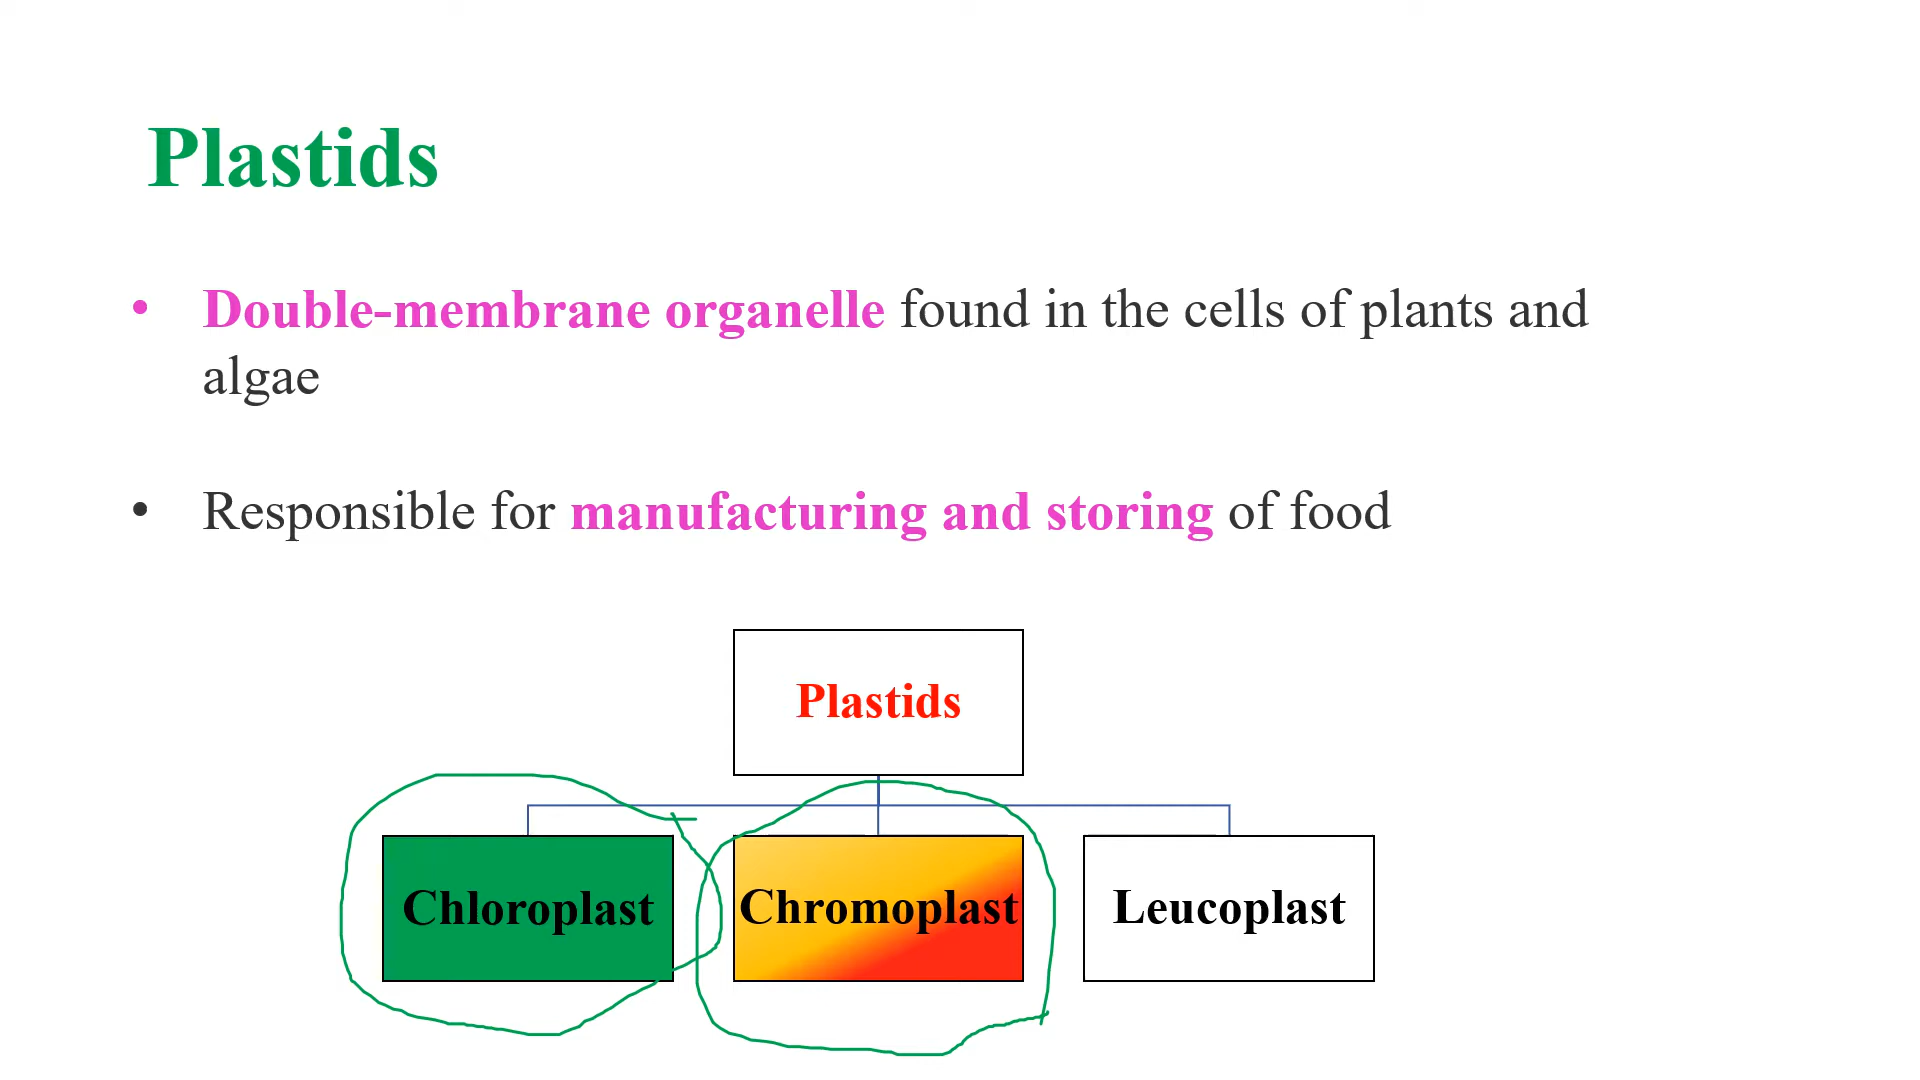 Plastids
• Double-membrane organelle found in the cells of plants and
algae
• Responsible for manufacturing and storing of food
Plastids
Chloroplast Chromoplast Leucoplast